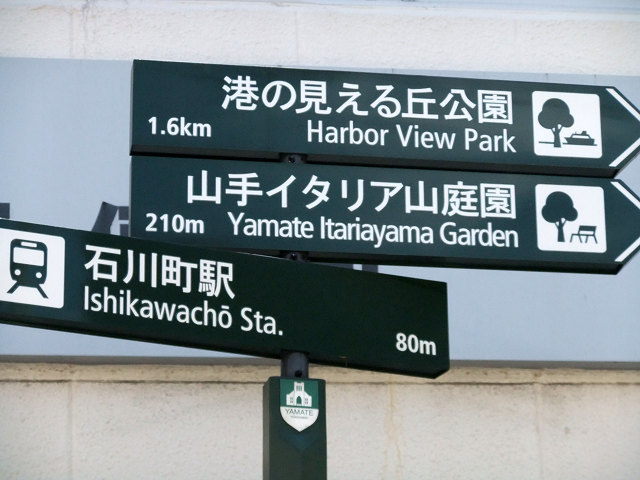 港の見える丘公園
1.6km Harbor View Park
山手イタリア山庭園
210m Yamate Itariayama Garden
石川町駅
Ishikawachō Sta. 80m
YAMATE